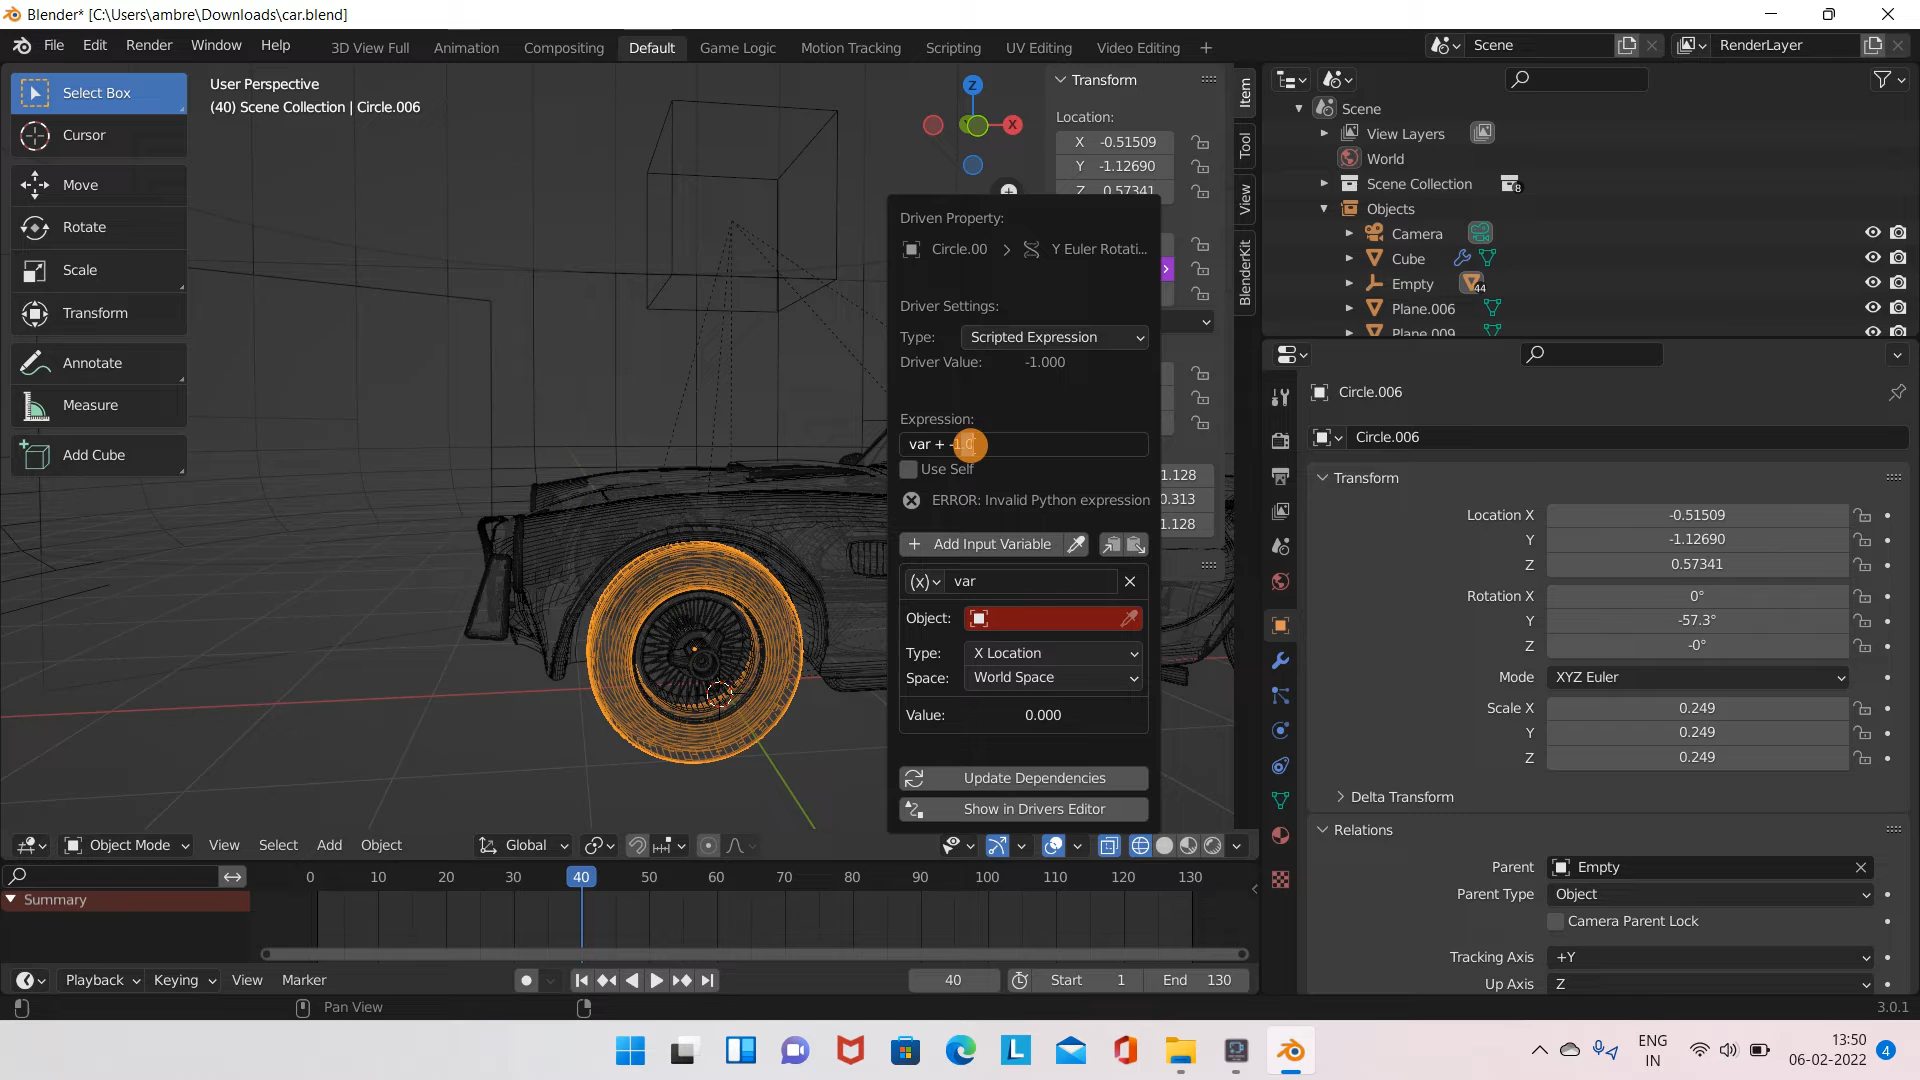 Blender* [C:\Users\ambre\Downloads\car.blend]
File Edit Render Window Help 3D View Full Animation Compositing Default Game Logic Motion Tracking Scripting UV Editing Video Editing + Scene RenderLayer
Select Box
Cursor
Move
Rotate
Scale
Transform
Annotate
Measure
Add Cube
User Perspective
(40) Scene Collection | Circle.006
Z
X
Transform
Location:
X -0.51509
Y -1.12690
Z 0.57341
Item
Tool
View
BlenderKit
Driven Property:
Circle.00 Y Euler Rotati...
Driver Settings:
Type: Scripted Expression
Driver Value: -1.000
Expression:
var + -1.0
Use Self
ERROR: Invalid Python expression
1.128
0.313
1.128
+ Add Input Variable
(x) var
Object:
Type: X Location
Space: World Space
Value: 0.000
Update Dependencies
Show in Drivers Editor
Scene
View Layers
World
Scene Collection 8
Objects
Camera
Cube
Empty 44
Plane.006
Plane.009
Circle.006
Circle.006
Transform
Location X -0.51509
Y -1.12690
Z 0.57341
Rotation X 0°
Y -57.3°
Z -0°
Mode XYZ Euler
Scale X 0.249
Y 0.249
Z 0.249
Delta Transform
Relations
Parent Empty
Parent Type Object
Camera Parent Lock
Tracking Axis +Y
Up Axis Z
Object Mode View Select Add Object Global
0 10 20 30 40 50 60 70 80 90 100 110 120 130
Summary
Playback Keying View Marker 40 Start 1 End 130
Pan View 3.0.1
L
ENG
IN
13:50
06-02-2022
4